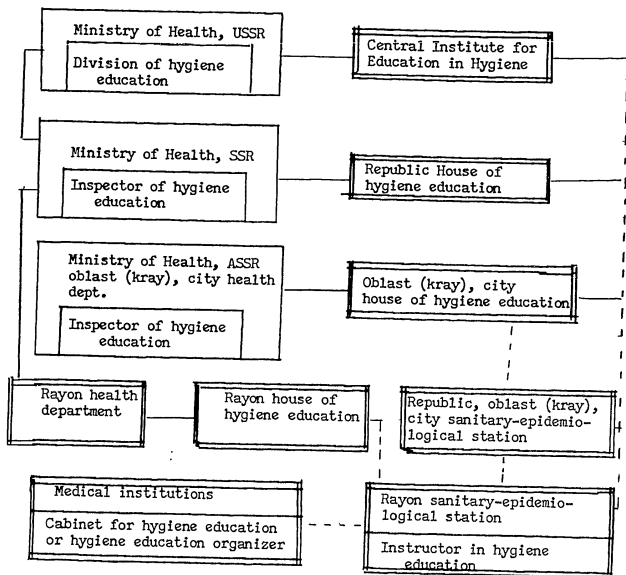 Ministry of Health, USSR
Division of hygiene
education
Central Institute for
Education in Hygiene
Ministry of Health, SSR
Inspector of hygiene
education
Republic House of
hygiene education
Ministry of Health, ASSR
oblast (kray), city health
dept.
Inspector of hygiene
education
Oblast (kray), city
house of hygiene education
Rayon health
department
Rayon house of
hygiene education
Republic, oblast (kray),
city sanitary-epidemio-
logical station
Medical institutions
Cabinet for hygiene education
or hygiene education organizer
Rayon sanitary-epidemio-
logical station
Instructor in hygiene
education